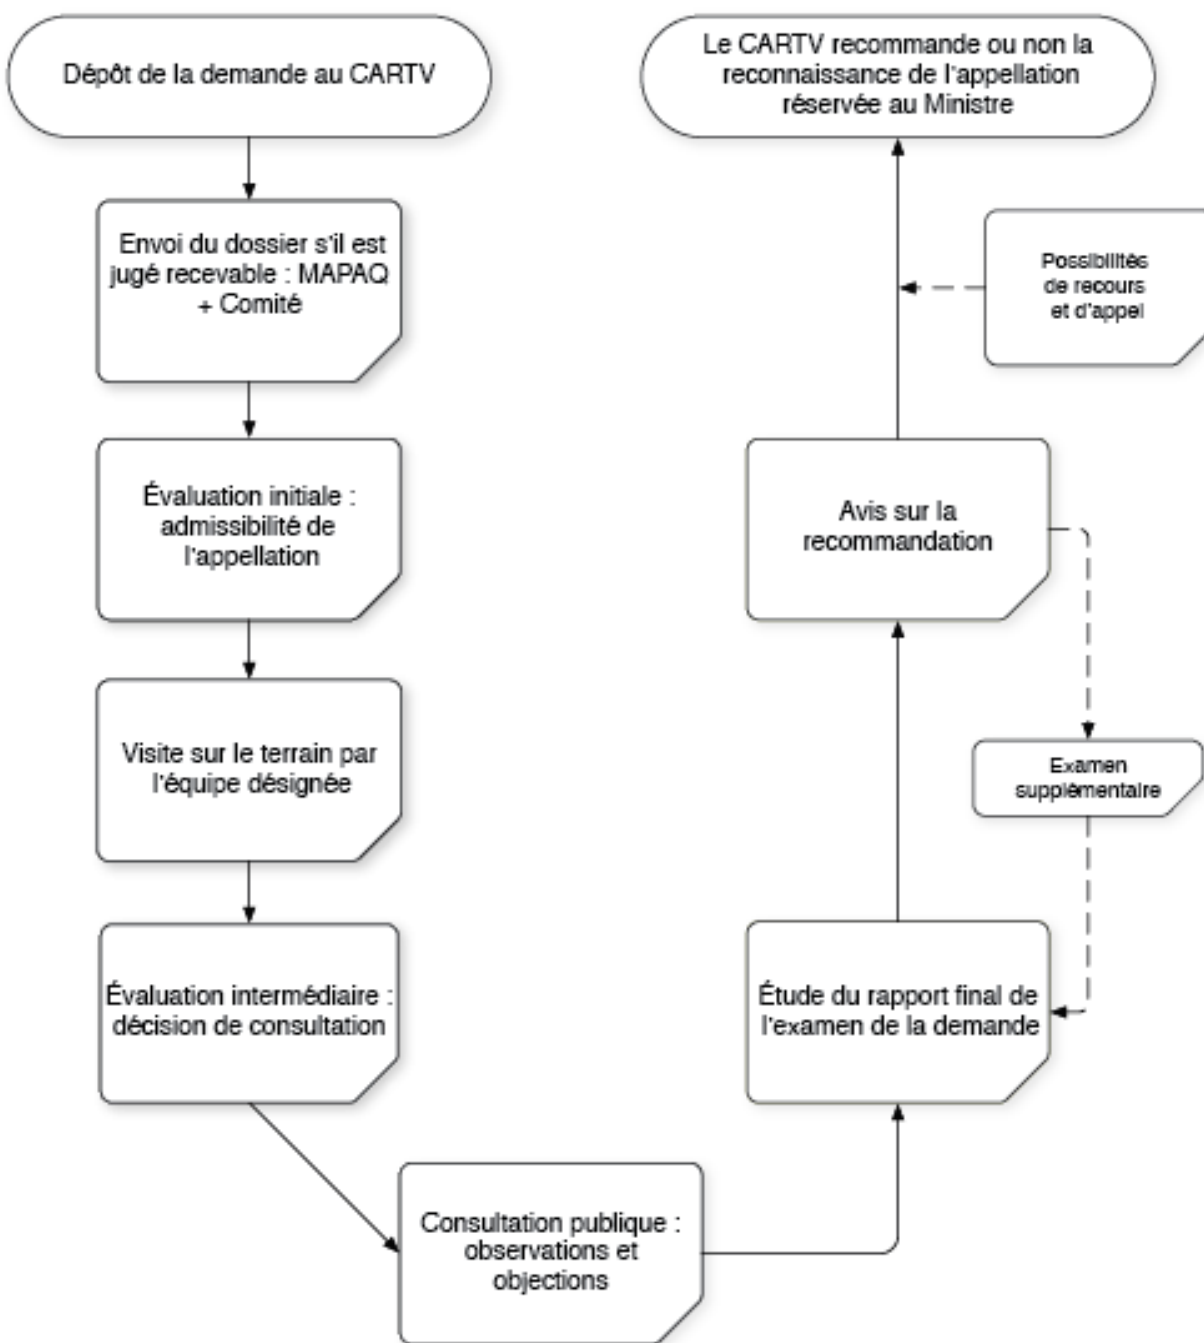 Dépôt de la demande au CARTV
Envoi du dossier s'il est
jugé recevable : MAPAQ
+ Comité
Évaluation initiale :
admissibilité de
l'appellation
Visite sur le terrain par
l'équipe désignée
Évaluation intermédiaire :
décision de consultation
Consultation publique :
observations et
objections
Étude du rapport final de
l'examen de la demande
Examen
supplémentaire
Avis sur la
recommandation
Possibilités
de recours
et d'appel
Le CARTV recommande ou non la
reconnaissance de l'appellation
réservée au Ministre